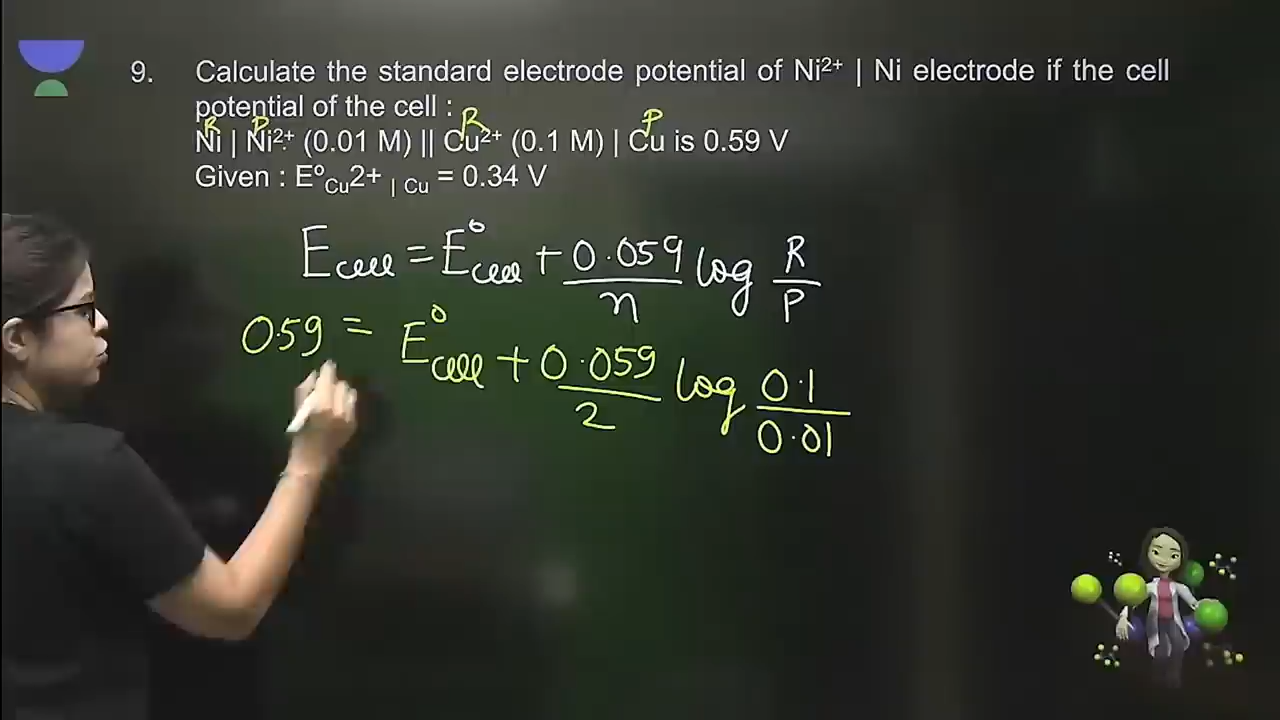 9. Calculate the standard electrode potential of Ni²⁺ | Ni electrode if the cell
potential of the cell :
R P R P
Ni | Ni²⁺ (0.01 M) || Cu²⁺ (0.1 M) | Cu is 0.59 V
Given : E°Cu2+ | Cu = 0.34 V
Ecell = E°cell + 0.059/n log R/P
0.59 = E°cell + 0.059/2 log 0.1/0.01